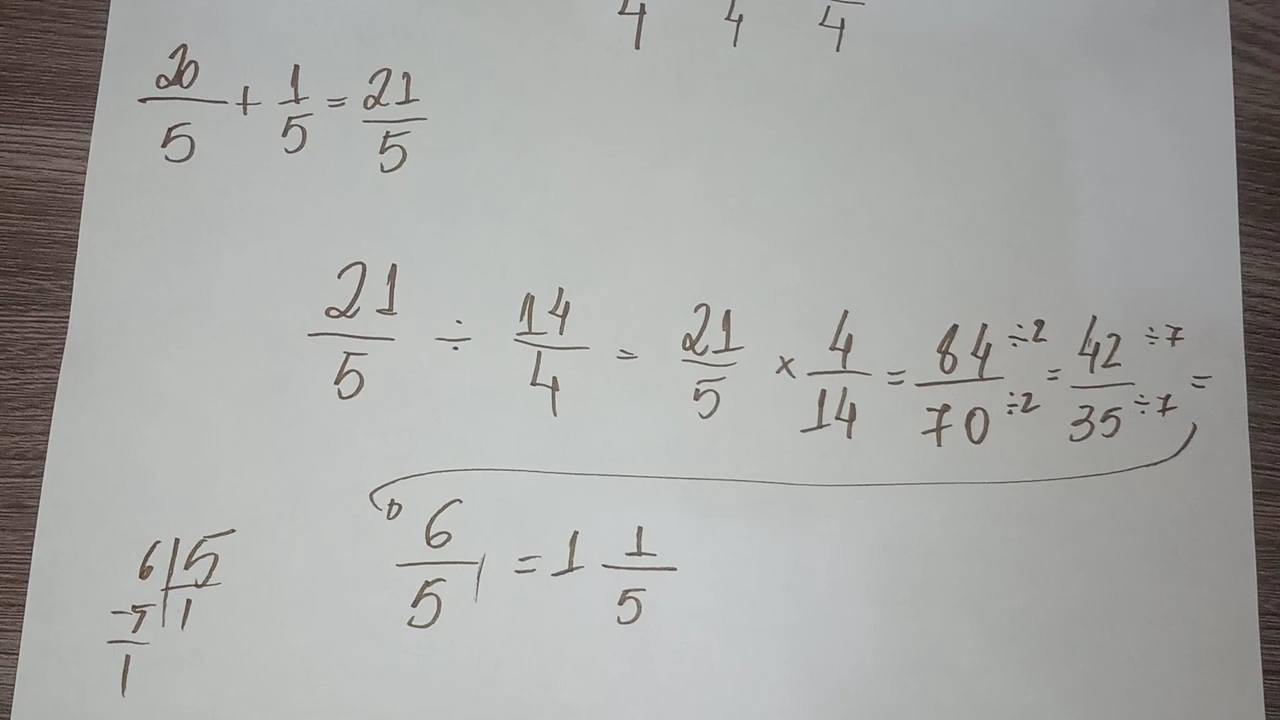 4 4 4
20/5 + 1/5 = 21/5
21/5 ÷ 14/4 = 21/5 × 4/14 = 84÷2/70÷2 = 42÷7/35÷7 =
6/5 = 1 1/5
6 | 5
-5 | 1
1